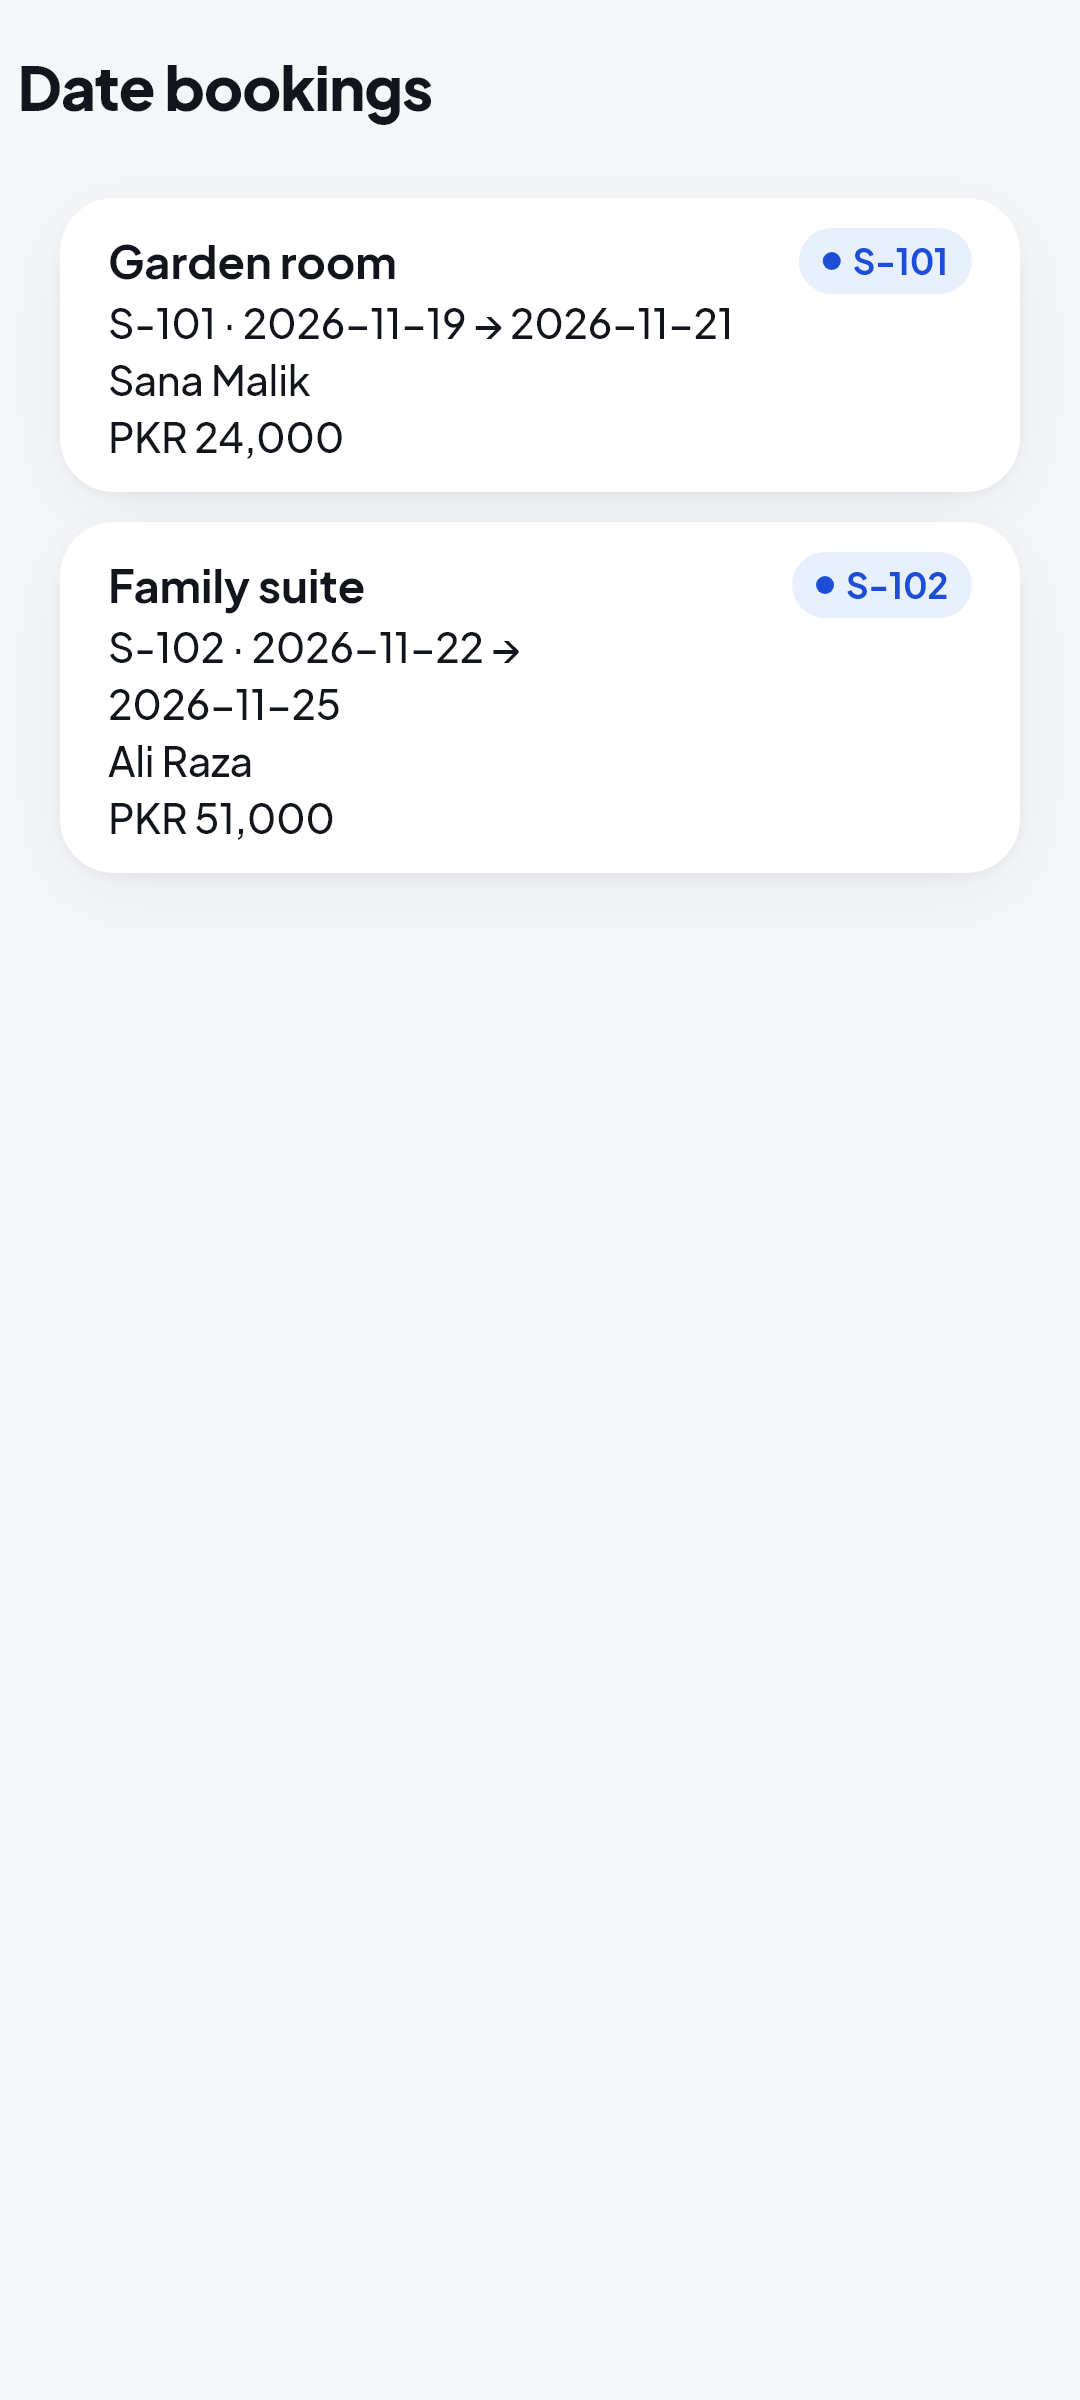 Date bookings
Garden room
S-101
S-101 · 2026-11-19 → 2026-11-21
Sana Malik
PKR 24,000
Family suite
S-102
S-102 · 2026-11-22 →
2026-11-25
Ali Raza
PKR 51,000